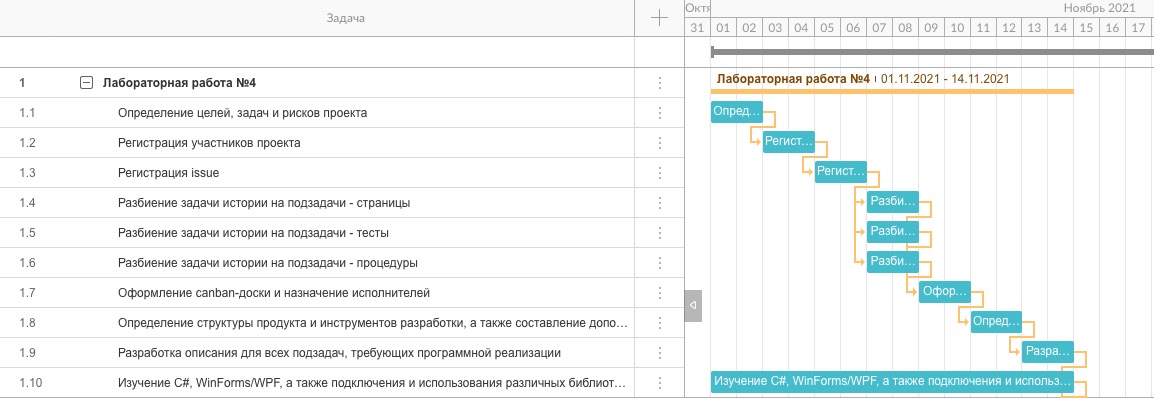 Задача
Октя
Ноябрь 2021
31 01 02 03 04 05 06 07 08 09 10 11 12 13 14 15 16 17
1 Лабораторная работа №4
Лабораторная работа №4 01.11.2021 - 14.11.2021
1.1 Определение целей, задач и рисков проекта
Опред...
1.2 Регистрация участников проекта
Регист...
1.3 Регистрация issue
Регист...
1.4 Разбиение задачи истории на подзадачи - страницы
Разби...
1.5 Разбиение задачи истории на подзадачи - тесты
Разби...
1.6 Разбиение задачи истории на подзадачи - процедуры
Разби...
1.7 Оформление canban-доски и назначение исполнителей
Офор...
1.8 Определение структуры продукта и инструментов разработки, а также составление допо...
Опред...
1.9 Разработка описания для всех подзадач, требующих программной реализации
Разра...
1.10 Изучение C#, WinForms/WPF, а также подключения и использования различных библиот...
Изучение C#, WinForms/WPF, а также подключения и использ...